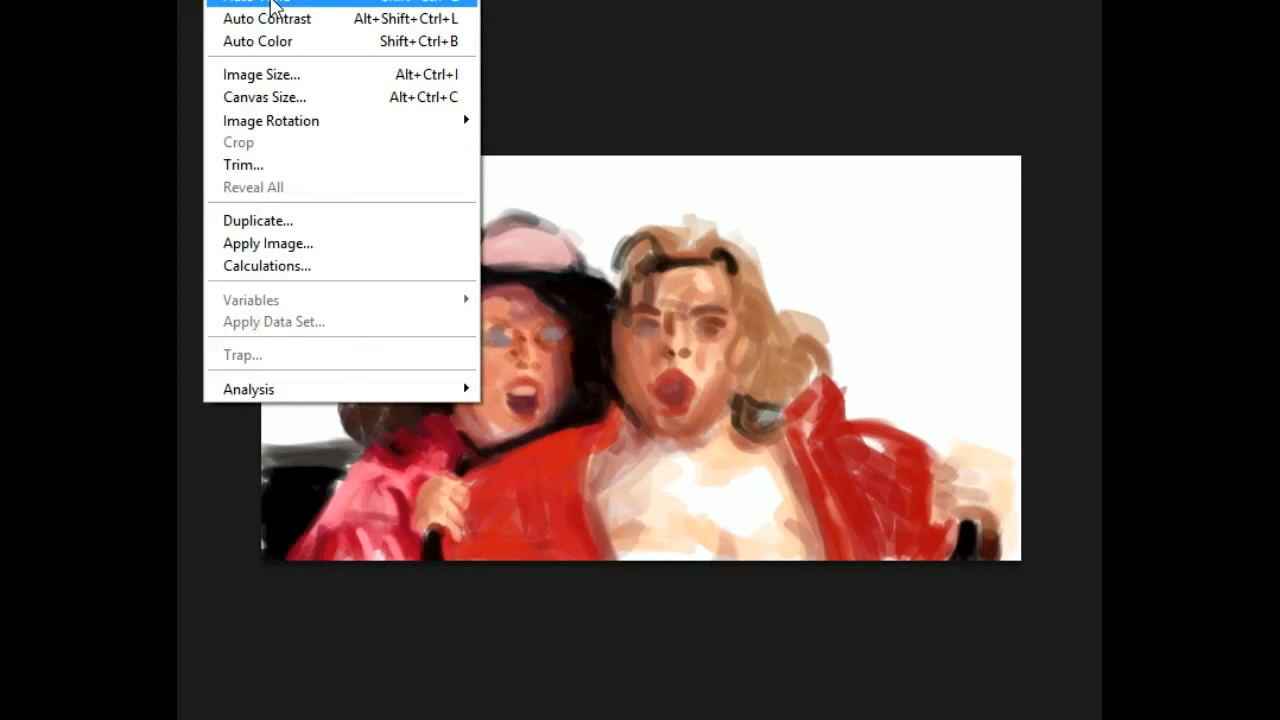 Auto Contrast Alt+Shift+Ctrl+L
Auto Color Shift+Ctrl+B
Image Size... Alt+Ctrl+I
Canvas Size... Alt+Ctrl+C
Image Rotation
Crop
Trim...
Reveal All
Duplicate...
Apply Image...
Calculations...
Variables
Apply Data Set...
Trap...
Analysis